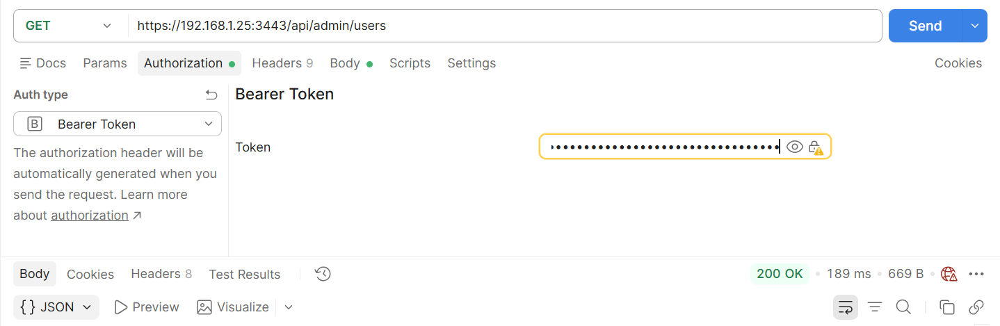 GET https://192.168.1.25:3443/api/admin/users Send
Docs Params Authorization Headers 9 Body Scripts Settings Cookies
Auth type
B Bearer Token
The authorization header will be
automatically generated when you
send the request. Learn more
about authorization ↗
Bearer Token
Token ••••••••••••••••••••••••••••••••
Body Cookies Headers 8 Test Results 200 OK • 189 ms • 669 B •
{} JSON Preview Visualize